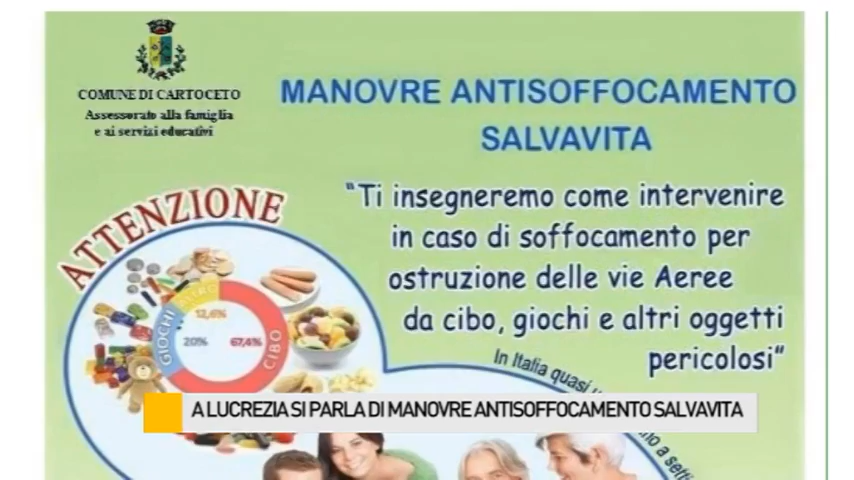 COMUNE DI CARTOCETO
Assessorato alla famiglia
e ai servizi educativi
MANOVRE ANTISOFFOCAMENTO
SALVAVITA
"Ti insegneremo come intervenire
in caso di soffocamento per
ostruzione delle vie Aeree
da cibo, giochi e altri oggetti
pericolosi"
ATTENZIONE
ALTRO
12,6%
GIOCHI
20%
67,4%
CIBO
In Italia quasi
a
A LUCREZIA SI PARLA DI MANOVRE ANTISOFFOCAMENTO SALVAVITA